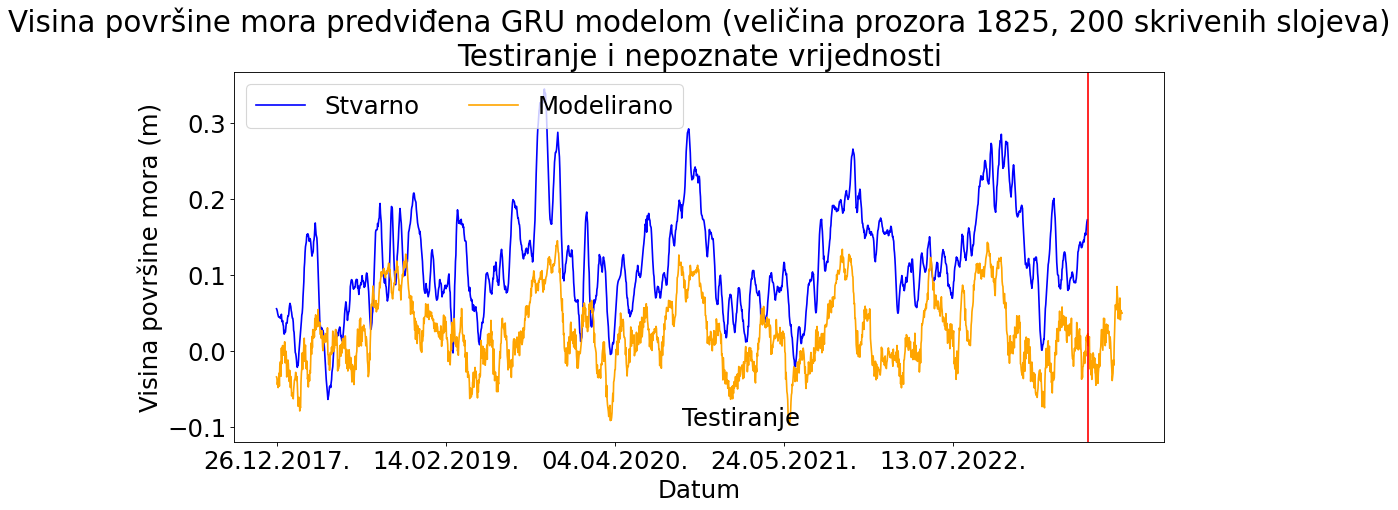 Visina površine mora predviđena GRU modelom (veličina prozora 1825, 200 skrivenih slojeva)
Testiranje i nepoznate vrijednosti
Stvarno
Modelirano
Visina površine mora (m)
0.3
0.2
0.1
0.0
−0.1
Testiranje
26.12.2017.
14.02.2019.
04.04.2020.
24.05.2021.
13.07.2022.
Datum